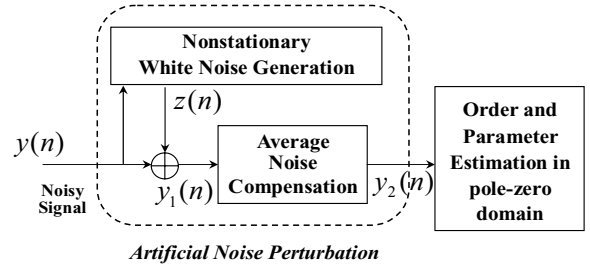 Nonstationary
White Noise Generation
z(n)
y(n)
Noisy
Signal
y₁(n)
Average
Noise
Compensation
y₂(n)
Order and
Parameter
Estimation in
pole-zero
domain
Artificial Noise Perturbation